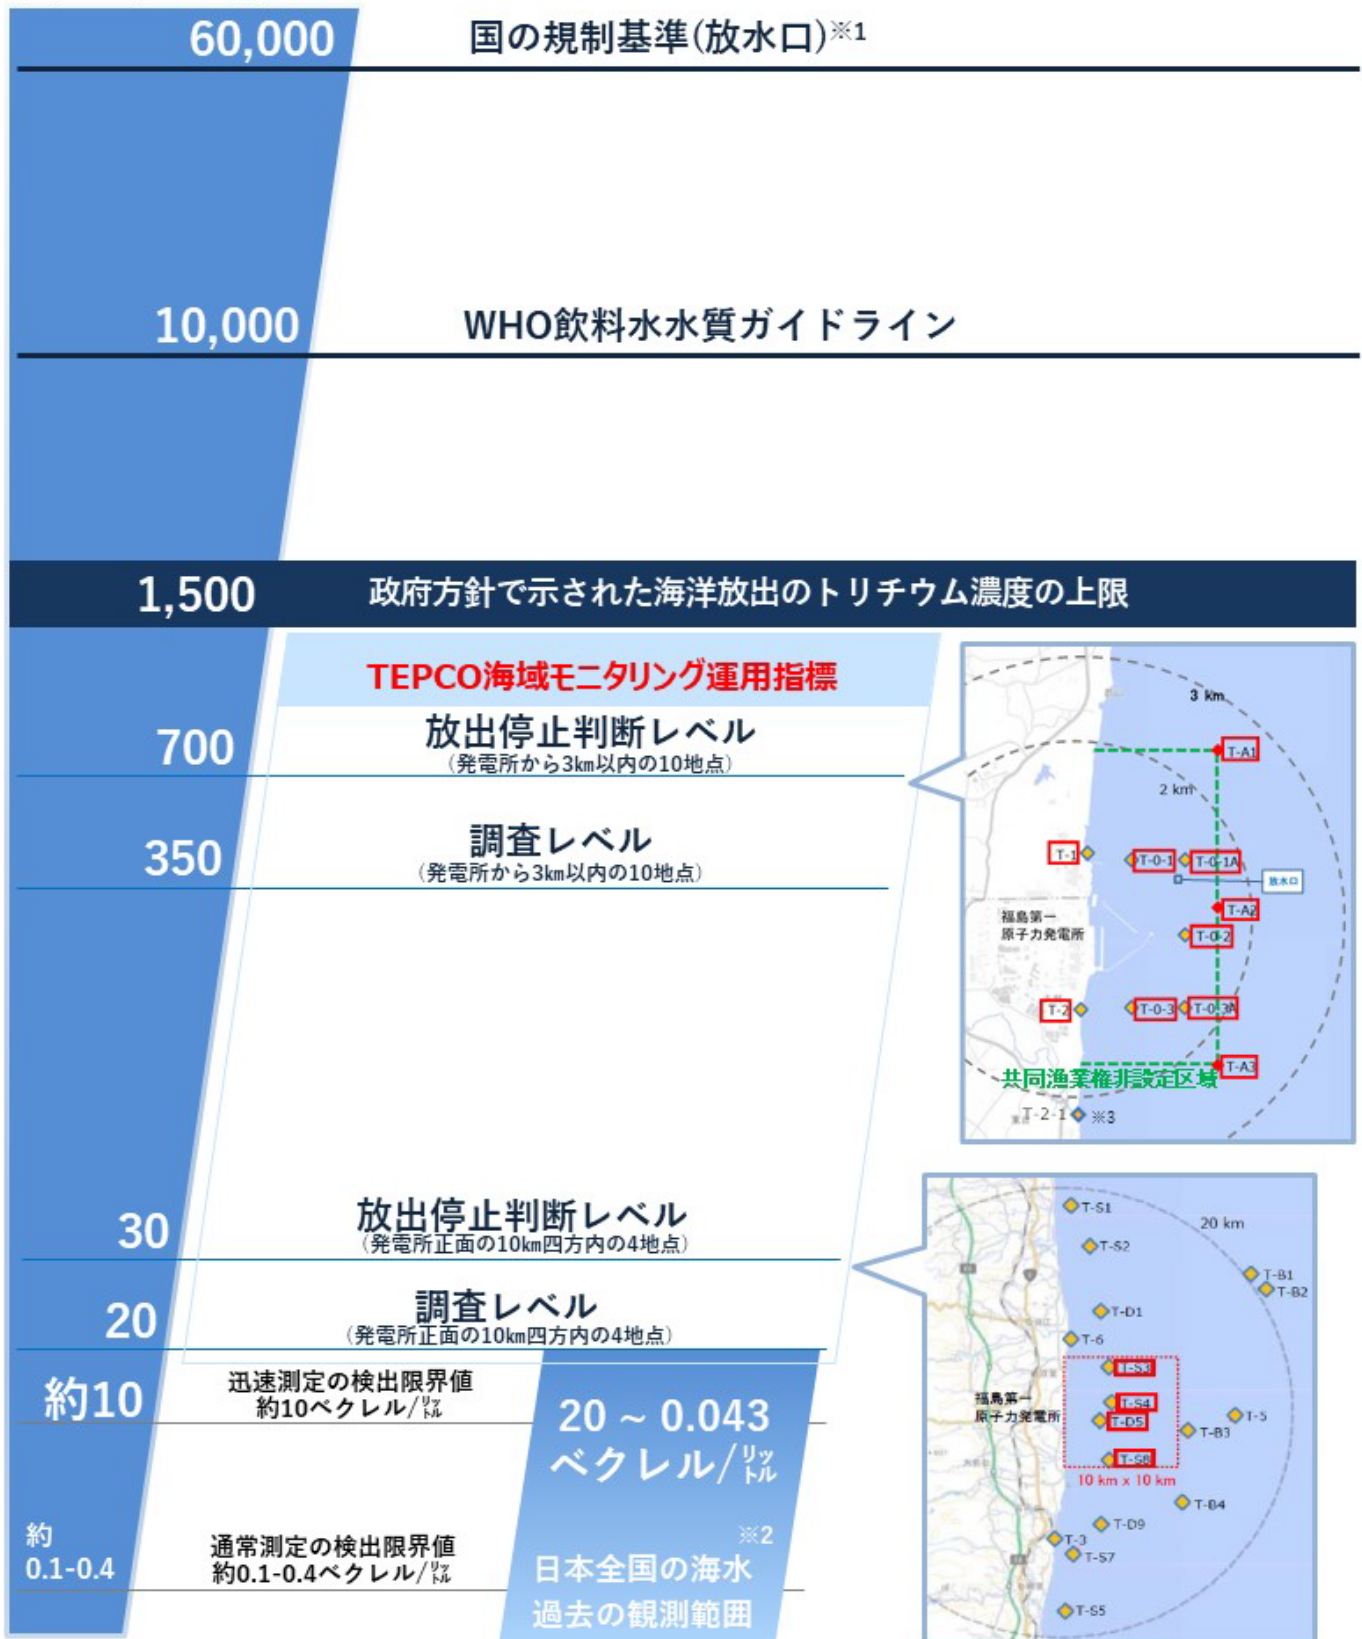 60,000 国の規制基準(放水口)※1
10,000 WHO飲料水水質ガイドライン
1,500 政府方針で示された海洋放出のトリチウム濃度の上限
TEPCO海域モニタリング運用指標
700 放出停止判断レベル
(発電所から3km以内の10地点)
350 調査レベル
(発電所から3km以内の10地点)
3 km
T-A1
2 km
T-1
T-0-1
T-0-1A
放水口
T-A2
福島第一
原子力発電所
T-0-2
T-2
T-0-3
T-0-3A
T-A3
共同漁業権非設定区域
T-2-1 ※3
30 放出停止判断レベル
(発電所正面の10km四方内の4地点)
20 調査レベル
(発電所正面の10km四方内の4地点)
約10 迅速測定の検出限界値
約10ベクレル/リットル
20 ~ 0.043
ベクレル/リットル
※2
日本全国の海水
過去の観測範囲
約
0.1-0.4
通常測定の検出限界値
約0.1-0.4ベクレル/リットル
T-S1
20 km
T-S2
T-B1
T-B2
T-D1
T-6
T-S3
福島第一
原子力発電所
T-S4
T-D5
T-5
T-B3
T-S8
10 km x 10 km
T-B4
T-D9
T-3
T-S7
T-S5